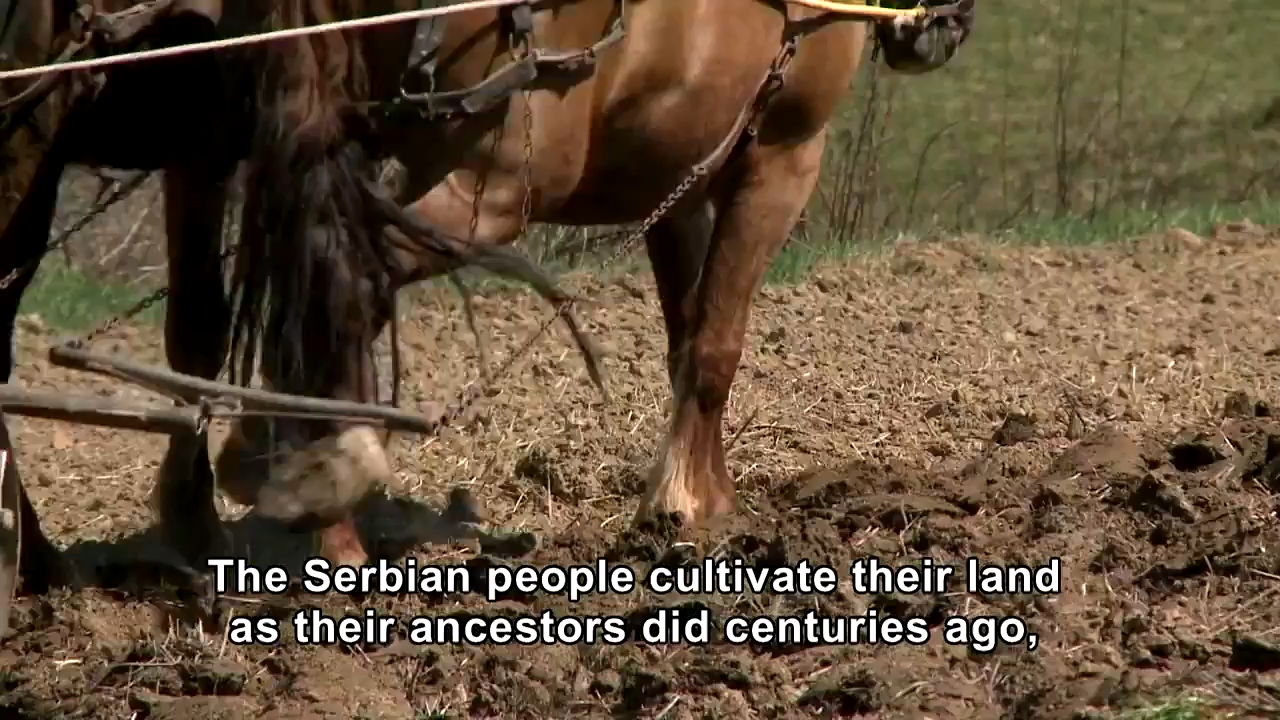 The Serbian people cultivate their land
as their ancestors did centuries ago,